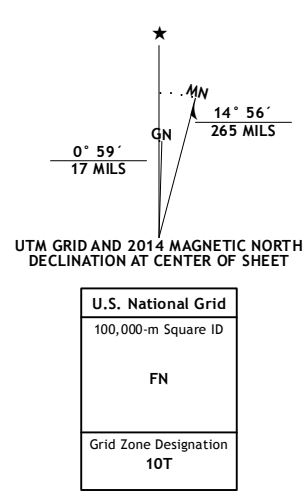 ★
MN
GN
14° 56´
265 MILS
0° 59´
17 MILS
UTM GRID AND 2014 MAGNETIC NORTH
DECLINATION AT CENTER OF SHEET
U.S. National Grid
100,000-m Square ID
FN
Grid Zone Designation
10T